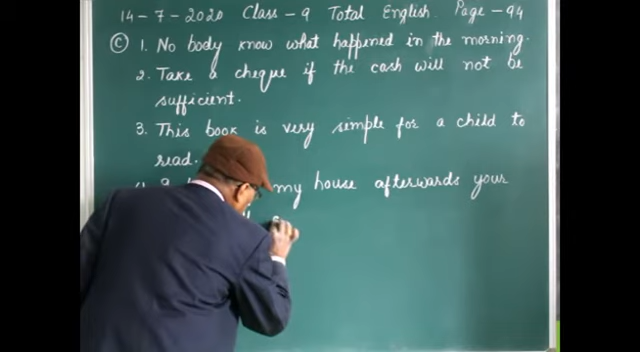 14-7-2020 Class-9 Total English. Page-94
(C) 1. No body know what happened in the morning.
2. Take a cheque if the cash will not be
sufficient.
3. This book is very simple for a child to
read.
my house afterwards your